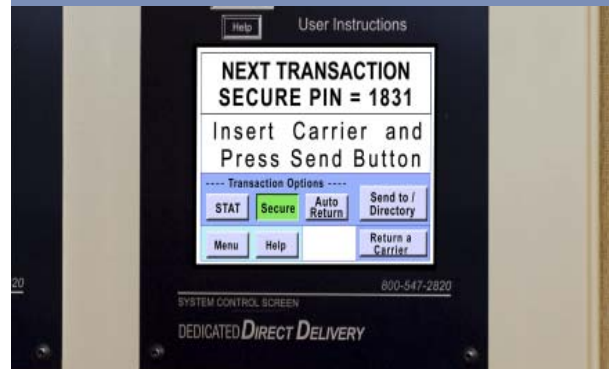 Help
User Instructions
NEXT TRANSACTION
SECURE PIN = 1831
Insert Carrier and
Press Send Button
---- Transaction Options ----
STAT
Secure
Auto
Return
Send to /
Directory
Menu
Help
Return a
Carrier
20
800-547-2820
SYSTEM CONTROL SCREEN
DEDICATED DIRECT DELIVERY